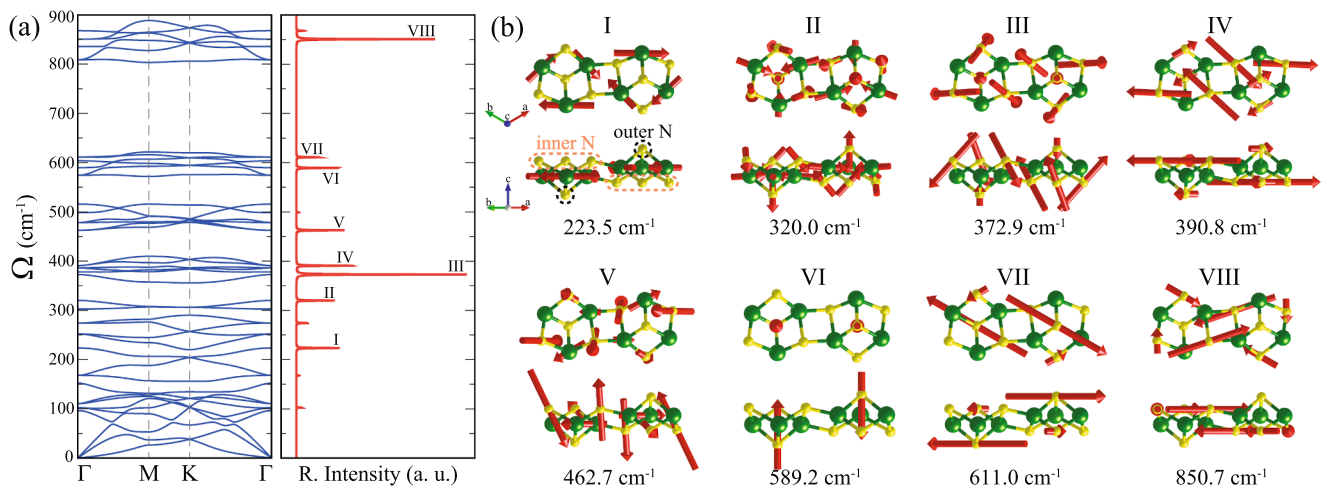 (a)
Ω (cm-1)
900
800
700
600
500
400
300
200
100
0
Γ M K Γ
VIII
VII
VI
V
IV
III
II
I
R. Intensity (a. u.)
(b)
I II III IV
b c a
inner N outer N
c
b a
223.5 cm-1 320.0 cm-1 372.9 cm-1 390.8 cm-1
V VI VII VIII
462.7 cm-1 589.2 cm-1 611.0 cm-1 850.7 cm-1